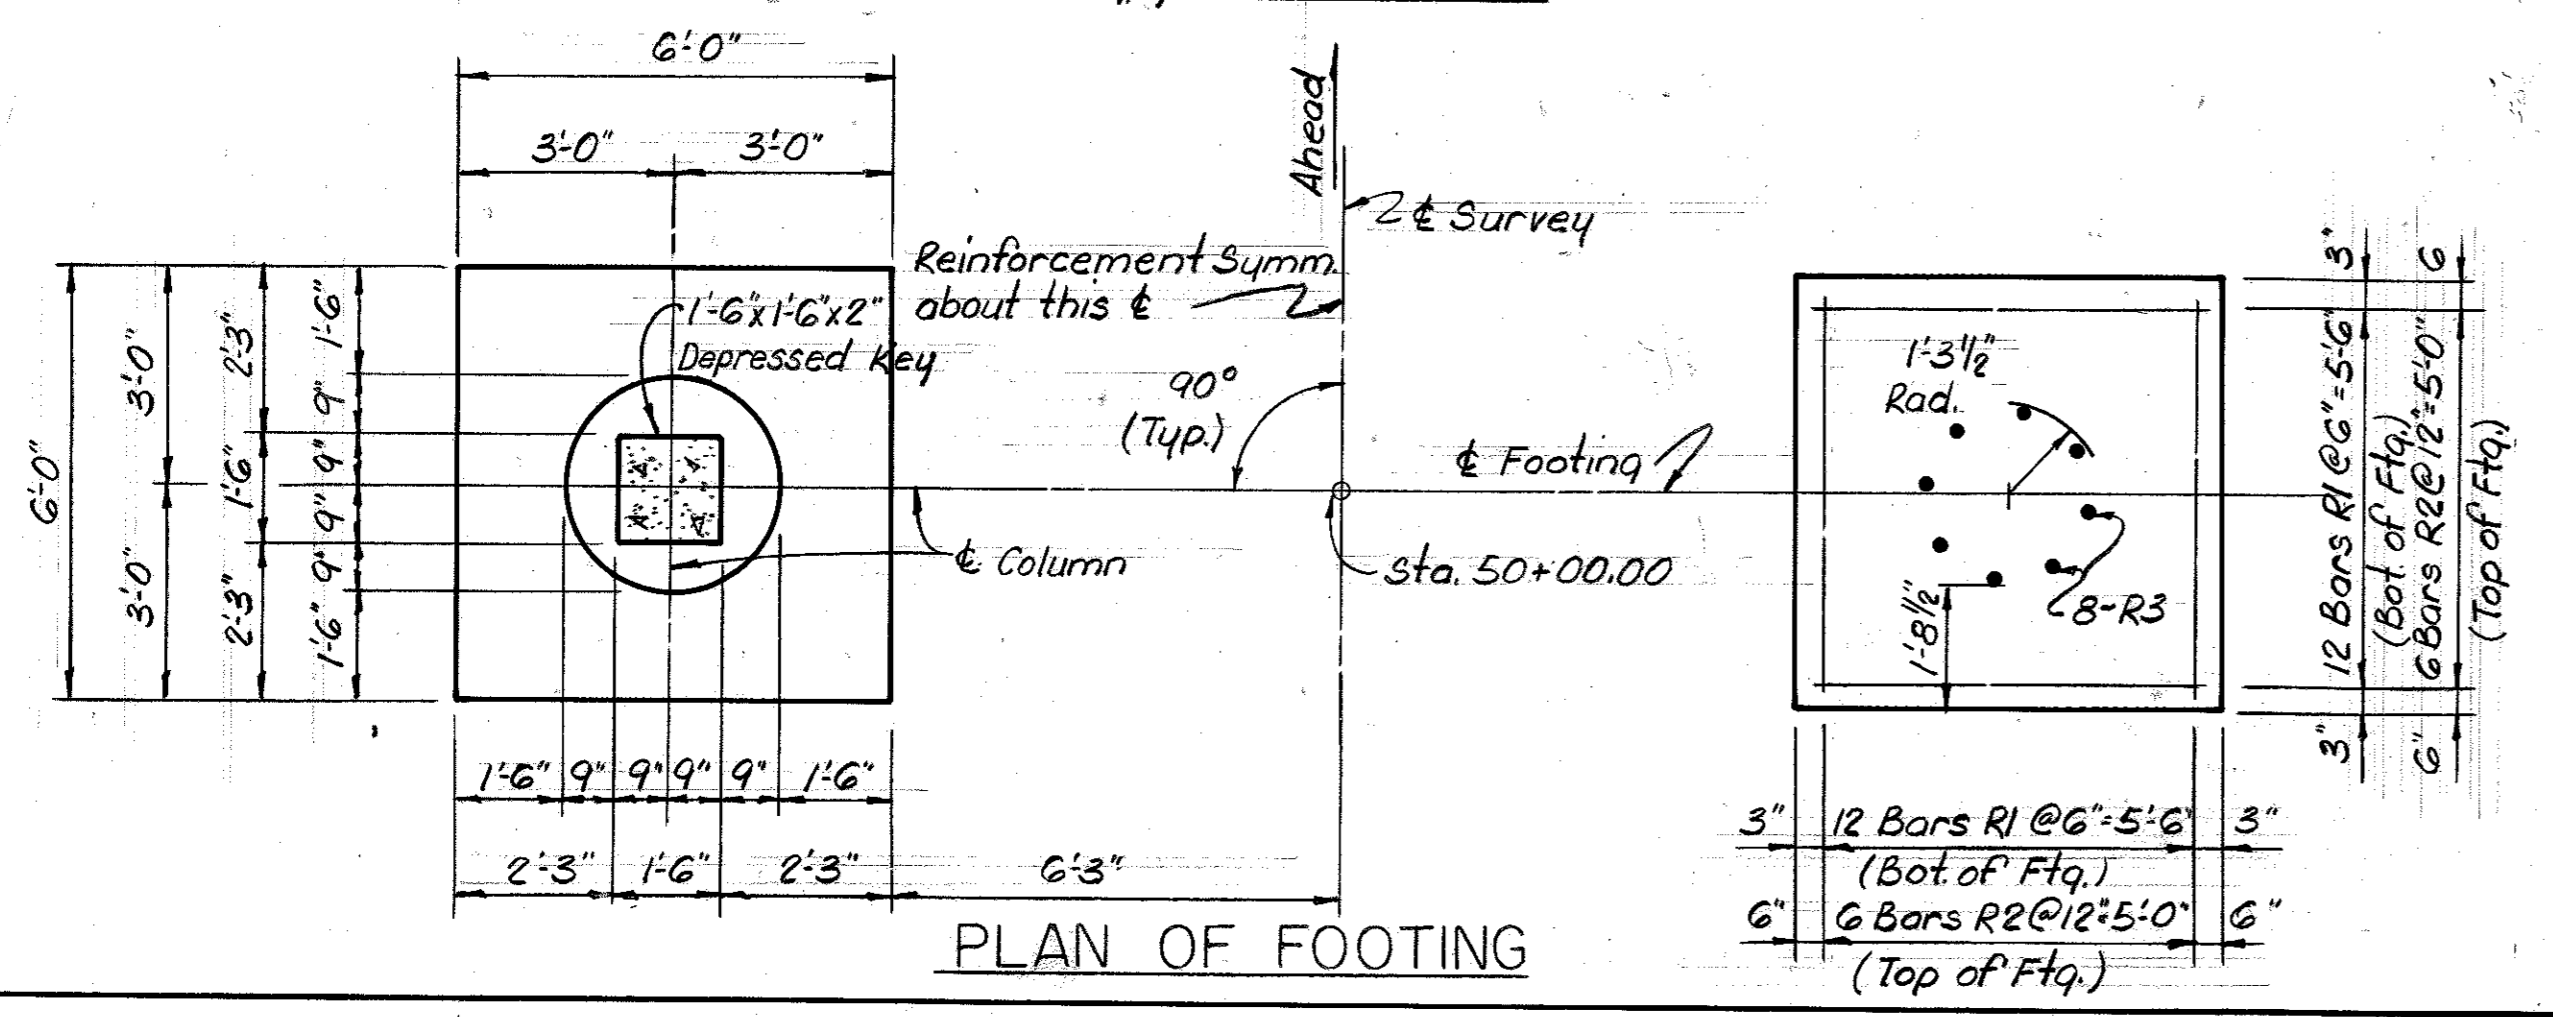 6'-0"
3'-0" 3'-0"
Ahead
℄ Survey
Reinforcement Symm.
about this ℄
1'-6"x1'-6"x2"
Depressed Key
90°
(Typ.)
℄ Footing
℄ Column
Sta. 50+00.00
6'-0"
3'-0"
3'-0"
2'-3"
1'-6"
2'-3"
1'-6"
9"
9"
9"
9"
1'-6"
1'-6" 9" 9" 9" 9" 1'-6"
2'-3" 1'-6" 2'-3" 6'-3"
1'-3½"
Rad.
8-R3
1'-8½"
3"
12 Bars R1 @6"=5'-6"
(Bot. of Ftg.)
3"
6
6 Bars R2@12"=5'-0"
(Top of Ftg.)
6"
3" 12 Bars R1 @6"=5'-6" 3"
(Bot. of Ftg.)
6" 6 Bars R2@12"=5'-0" 6"
(Top of Ftg.)
PLAN OF FOOTING